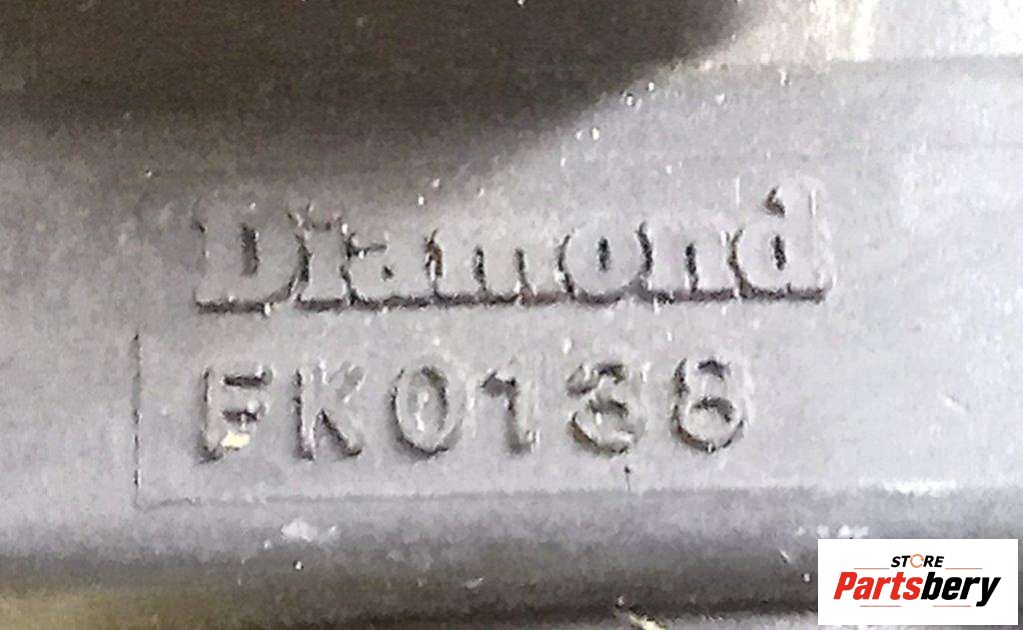 Diamond
FK0136
STORE
Partsbery